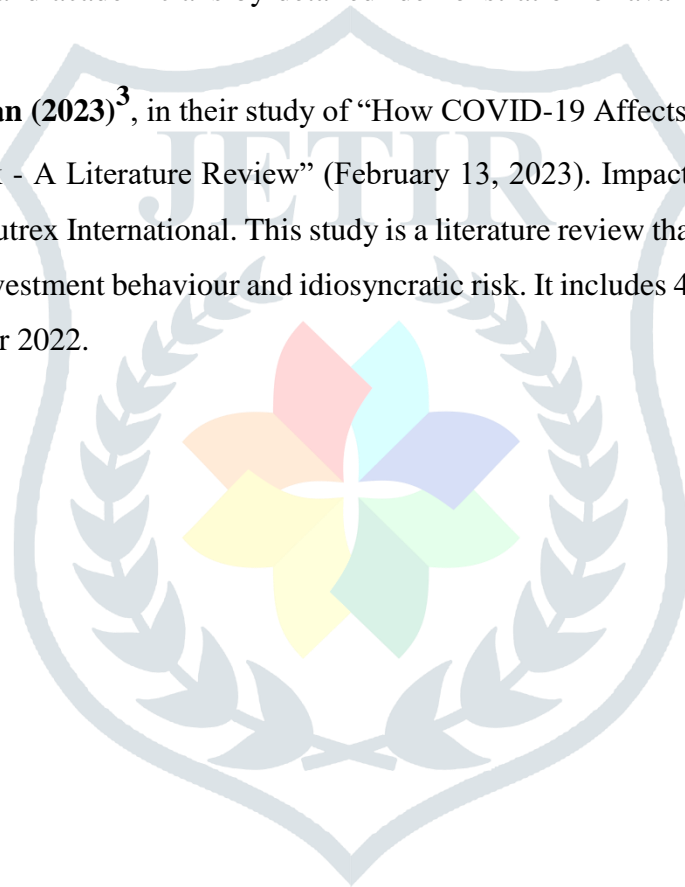 an (2023)3, in their study of “How COVID-19 Affects
- A Literature Review” (February 13, 2023). Impact
JETIR
utrex International. This study is a literature review tha
vestment behaviour and idiosyncratic risk. It includes 4
r 2022.